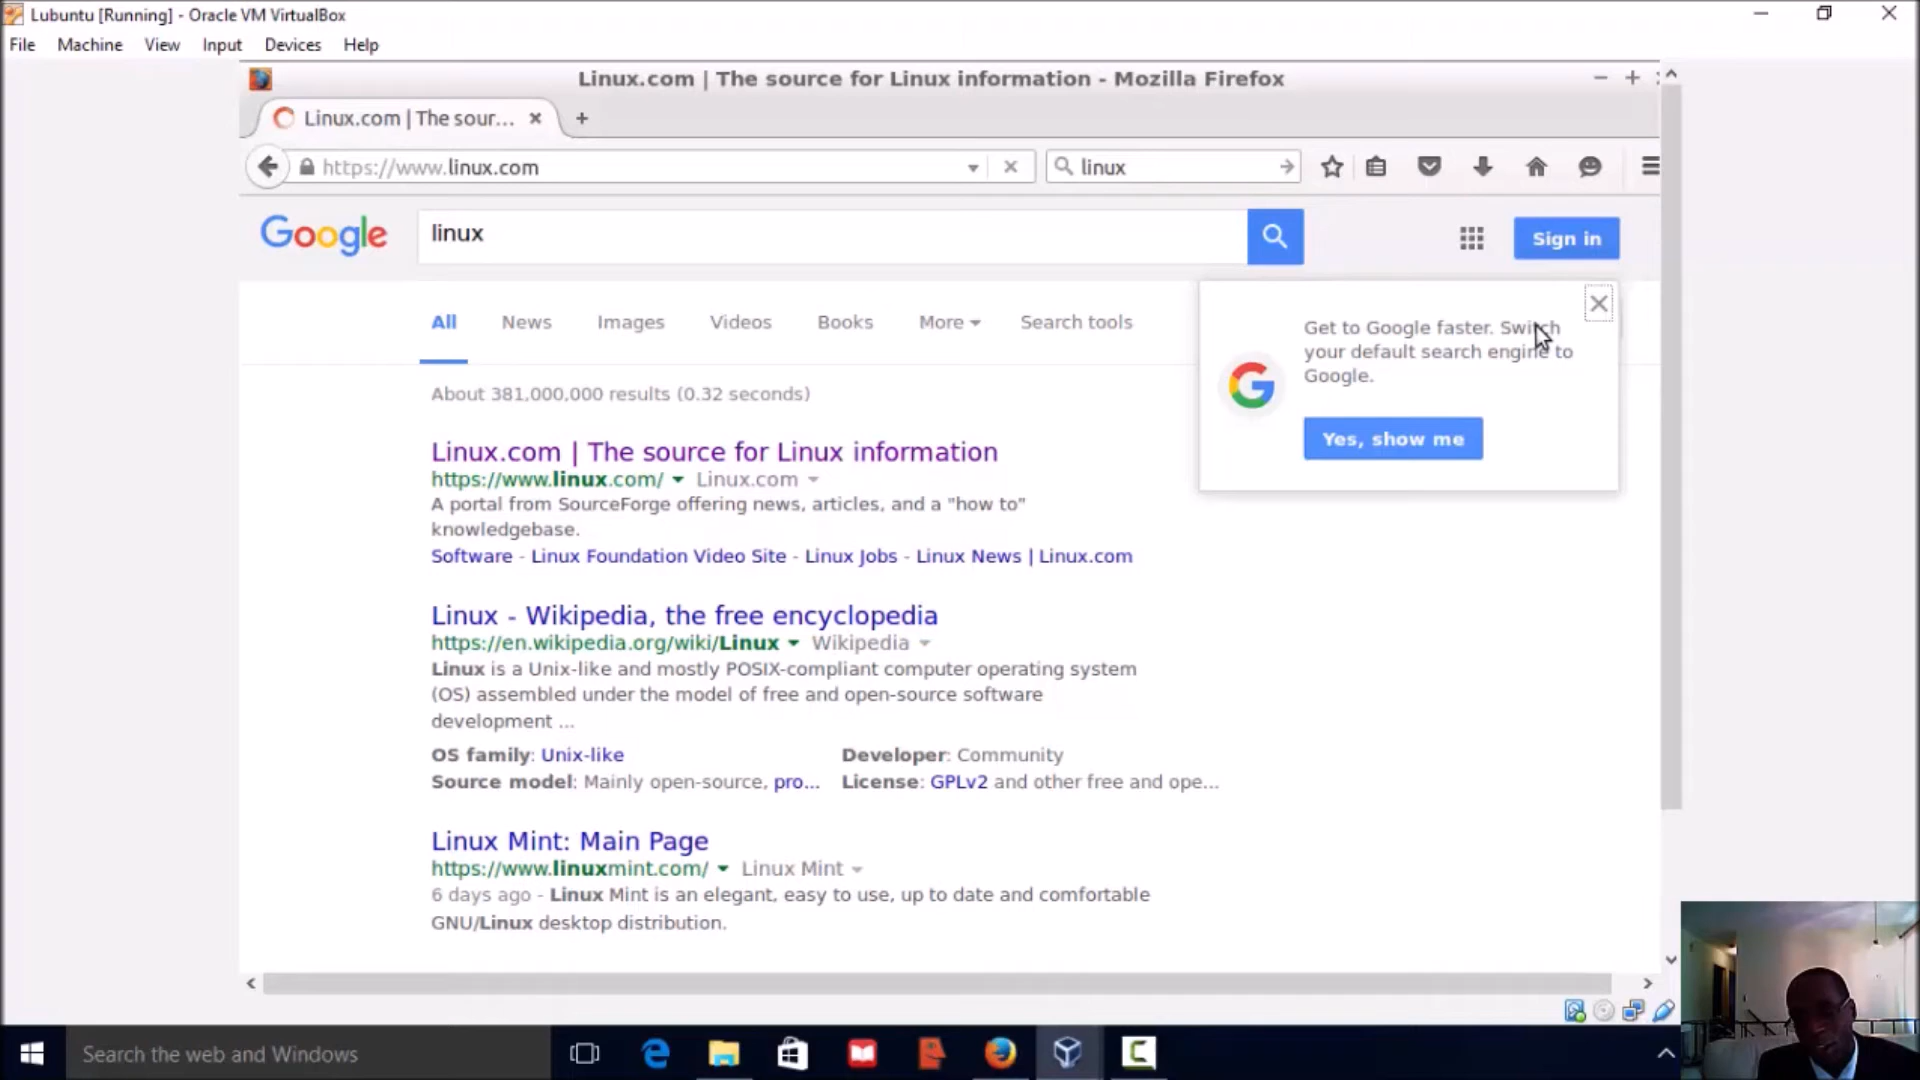 Lubuntu [Running] - Oracle VM VirtualBox
File Machine View Input Devices Help
Linux.com | The source for Linux information - Mozilla Firefox
Linux.com | The sour...
https://www.linux.com
linux
Google
linux
Sign in
All News Images Videos Books More Search tools
Get to Google faster. Switch
your default search engine to
Google.
Yes, show me
About 381,000,000 results (0.32 seconds)
Linux.com | The source for Linux information
https://www.linux.com/ Linux.com
A portal from SourceForge offering news, articles, and a "how to"
knowledgebase.
Software - Linux Foundation Video Site - Linux Jobs - Linux News | Linux.com
Linux - Wikipedia, the free encyclopedia
https://en.wikipedia.org/wiki/Linux Wikipedia
Linux is a Unix-like and mostly POSIX-compliant computer operating system
(OS) assembled under the model of free and open-source software
development ...
OS family: Unix-like Developer: Community
Source model: Mainly open-source, pro... License: GPLv2 and other free and ope...
Linux Mint: Main Page
https://www.linuxmint.com/ Linux Mint
6 days ago - Linux Mint is an elegant, easy to use, up to date and comfortable
GNU/Linux desktop distribution.
Search the web and Windows